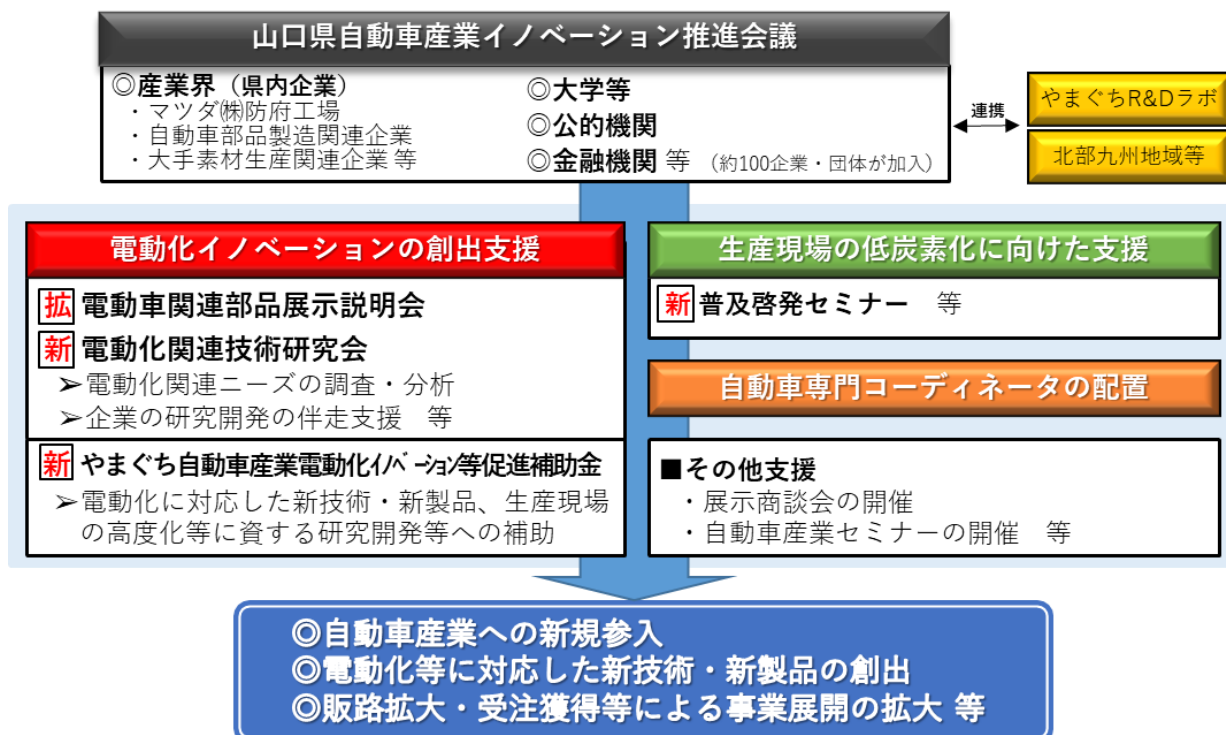 山口県自動車産業イノベーション推進会議
◎産業界（県内企業）
・マツダ㈱防府工場
・自動車部品製造関連企業
・大手素材生産関連企業 等
◎大学等
◎公的機関
◎金融機関 等 （約100企業・団体が加入）
連携
やまぐちR&Dラボ
北部九州地域等
電動化イノベーションの創出支援
拡 電動車関連部品展示説明会
新 電動化関連技術研究会
➢電動化関連ニーズの調査・分析
➢企業の研究開発の伴走支援　等
新 やまぐち自動車産業電動化ｲﾉﾍﾞｰｼｮﾝ等促進補助金
➢電動化に対応した新技術・新製品、生産現場
の高度化等に資する研究開発等への補助
生産現場の低炭素化に向けた支援
新 普及啓発セミナー　等
自動車専門コーディネータの配置
■その他支援
・展示商談会の開催
・自動車産業セミナーの開催　等
◎自動車産業への新規参入
◎電動化等に対応した新技術・新製品の創出
◎販路拡大・受注獲得等による事業展開の拡大 等